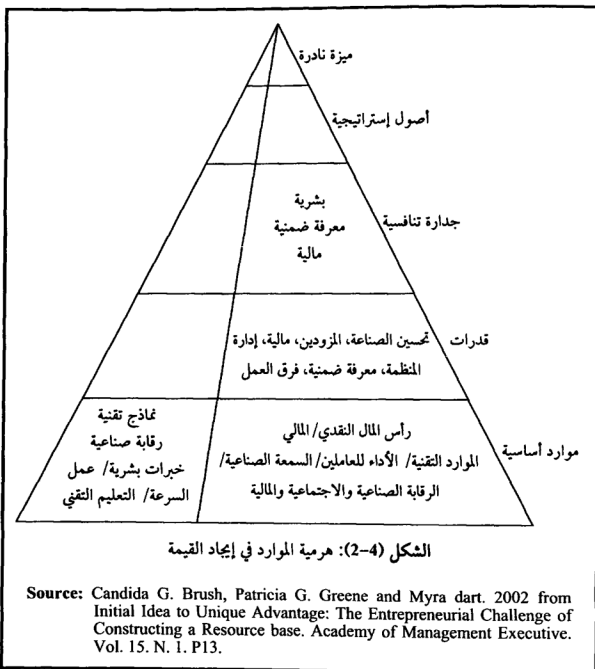 ميزة نادرة
أصول إستراتيجية
جدارة تنافسية
بشرية
معرفة ضمنية
مالية
قدرات
تحسين الصناعة، المزودين، مالية، إدارة
المنظمة، معرفة ضمنية، فرق العمل
موارد أساسية
رأس المال النقدي/ المالي
الموارد التقنية/ الأداء للعاملين/ السمعة الصناعية/
الرقابة الصناعية والاجتماعية والمالية
نماذج تقنية
رقابة صناعية
خبرات بشرية/ عمل
السرعة/ التعليم التقني
الشكل (4-2): هرمية الموارد في إيجاد القيمة
Source: Candida G. Brush, Patricia G. Greene and Myra dart. 2002 from
Initial Idea to Unique Advantage: The Entrepreneurial Challenge of
Constructing a Resource base. Academy of Management Executive.
Vol. 15. N. 1. P13.